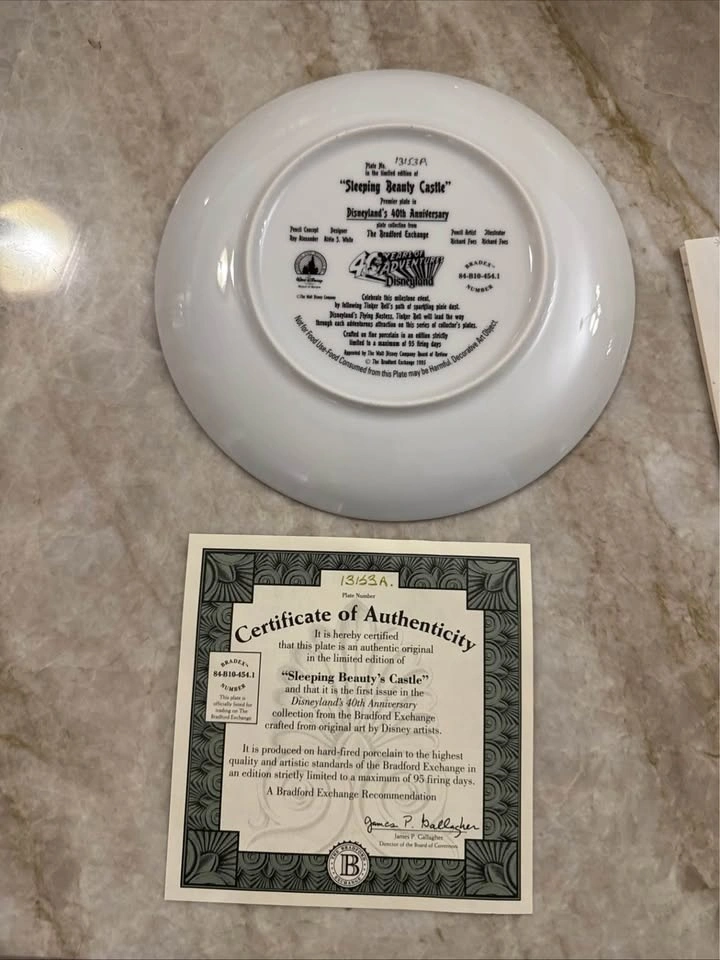 Plate No. 13153A
in the limited edition of
"Sleeping Beauty Castle"
Premier plate in
Disneyland's 40th Anniversary
plate collection from
The Bradford Exchange
Pencil Concept
Ray Alexander
Designer
Attie S. White
Pencil Artist
Richard Fees
Illustrator
Richard Fees
40 YEARS OF
ADVENTURES
Disneyland
BRADEX™
84-B10-454.1
NUMBER
©The Walt Disney Company
Celebrate this milestone event,
by following Tinker Bell's path of sparkling pixie dust.
Disneyland's flying hostess, Tinker Bell will lead the way
through each adventurous attraction on this series of collector's plates.
Crafted on fine porcelain in an edition strictly
limited to a maximum of 95 firing days
Approved by The Walt Disney Company Board of Review
© The Bradford Exchange 1995
Not for Food Use-Food Consumed from this Plate may be Harmful. Decorative Art Object.
13153A.
Plate Number
Certificate of Authenticity
It is hereby certified
that this plate is an authentic original
in the limited edition of
"Sleeping Beauty's Castle"
and that it is the first issue in the
Disneyland's 40th Anniversary
collection from the Bradford Exchange
crafted from original art by Disney artists.
BRADEX™
84-B10-454.1
NUMBER
This plate is
officially listed for
trading on The
Bradford Exchange
It is produced on hard-fired porcelain to the highest
quality and artistic standards of the Bradford Exchange in
an edition strictly limited to a maximum of 95 firing days.
A Bradford Exchange Recommendation
James P. Gallagher
James P. Gallagher
Director of the Board of Governors
THE BRADFORD
B
EXCHANGE